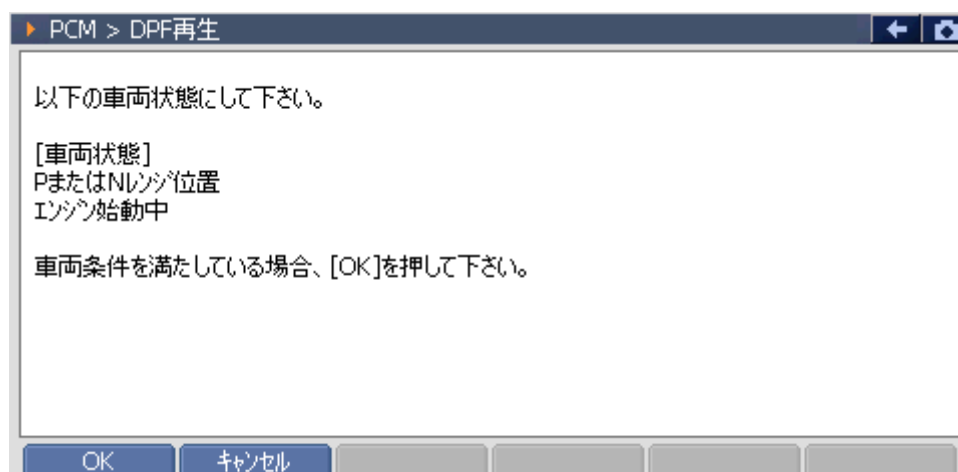 PCM > DPF再生
以下の車両状態にして下さい。
[車両状態]
PまたはNﾚﾝｼﾞ位置
ｴﾝｼﾞﾝ始動中
車両条件を満たしている場合、[OK]を押して下さい。
OK ｷｬﾝｾﾙ